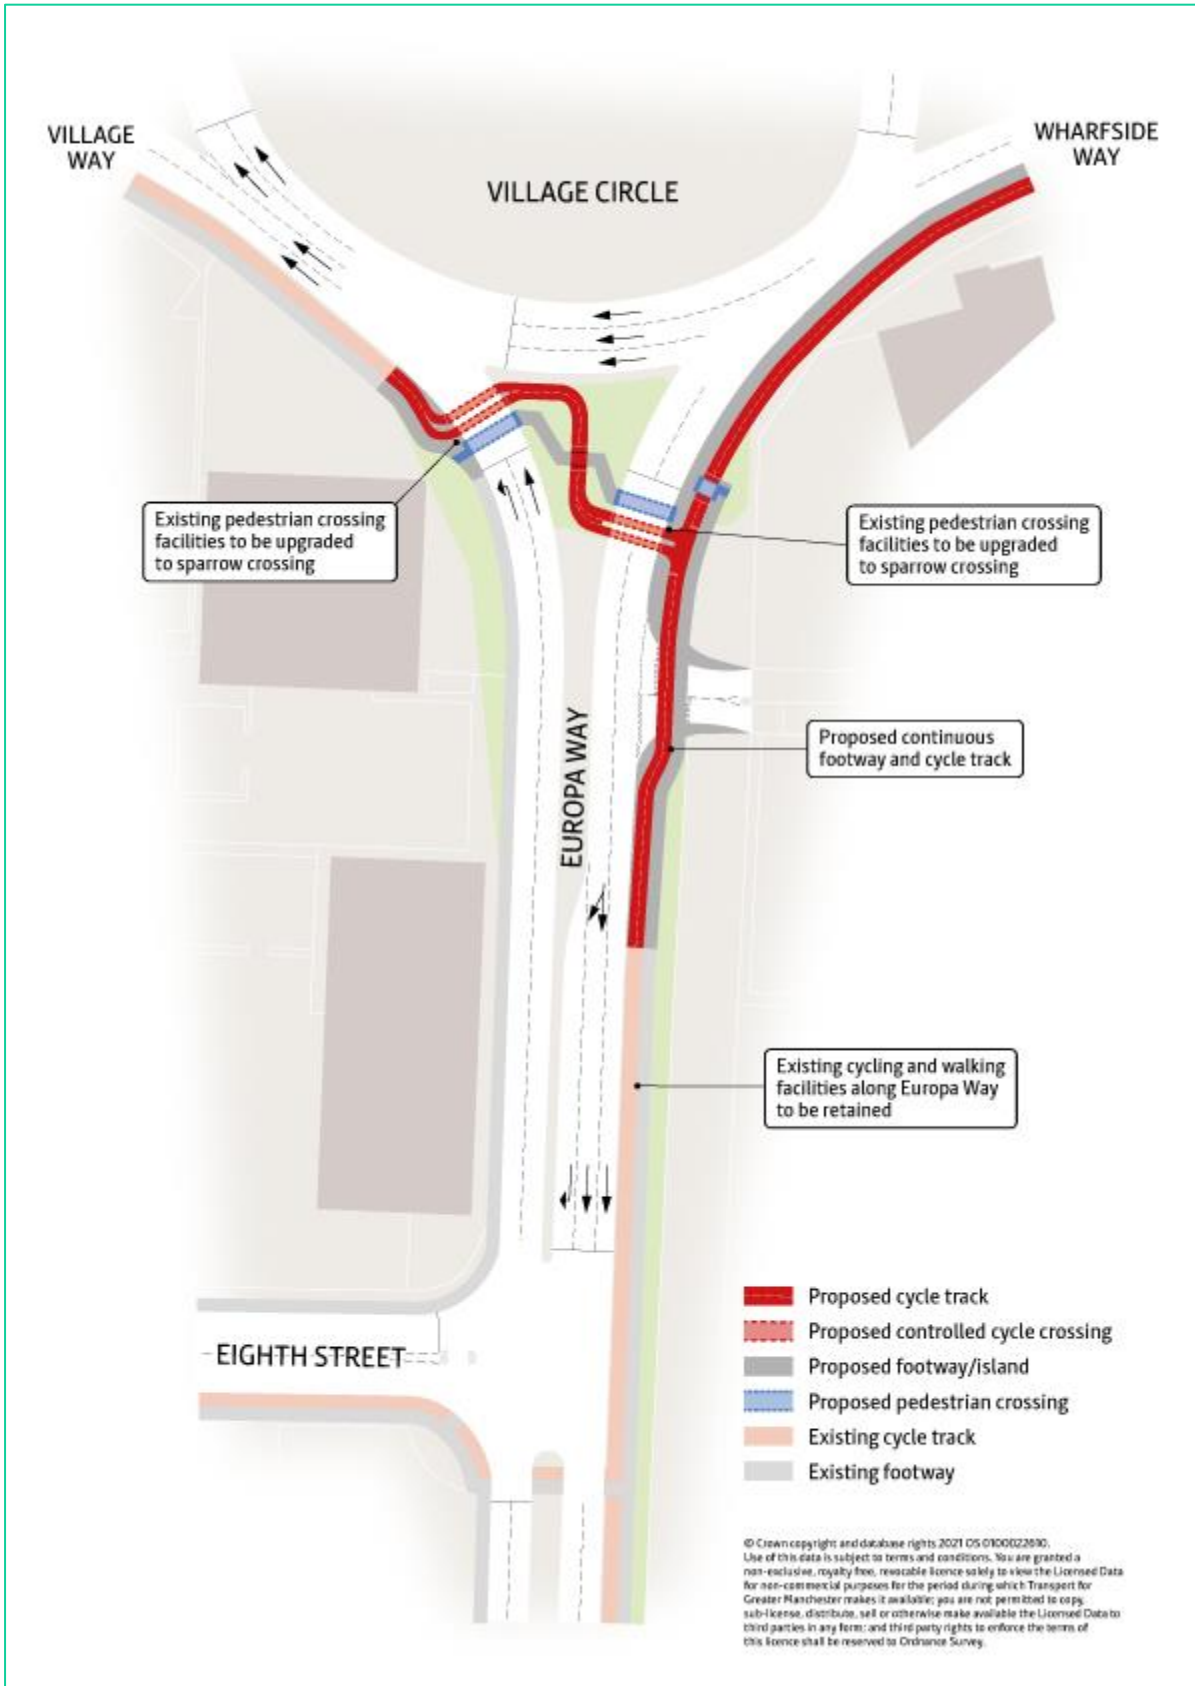 VILLAGE
WAY
WHARFSIDE
WAY
VILLAGE CIRCLE
Existing pedestrian crossing
facilities to be upgraded
to sparrow crossing
Existing pedestrian crossing
facilities to be upgraded
to sparrow crossing
EUROPA WAY
Proposed continuous
footway and cycle track
Existing cycling and walking
facilities along Europa Way
to be retained
EIGHTH STREET
Proposed cycle track
Proposed controlled cycle crossing
Proposed footway/island
Proposed pedestrian crossing
Existing cycle track
Existing footway
© Crown copyright and database rights 2021 OS 0100022610.
Use of this data is subject to terms and conditions. You are granted a
non-exclusive, royalty free, revocable licence solely to view the Licensed Data
for non-commercial purposes for the period during which Transport for
Greater Manchester makes it available; you are not permitted to copy,
sub-license, distribute, sell or otherwise make available the Licensed Data to
third parties in any form; and third party rights to enforce the terms of
this licence shall be reserved to Ordnance Survey.